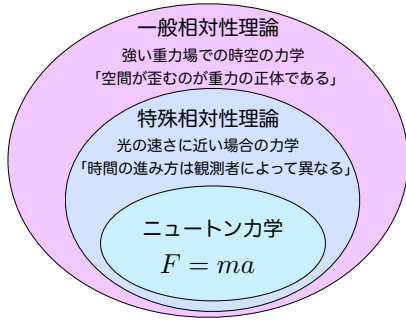 一般相対性理論
強い重力場での時空の力学
「空間が歪むのが重力の正体である」
特殊相対性理論
光の速さに近い場合の力学
「時間の進み方は観測者によって異なる」
ニュートン力学
F = ma